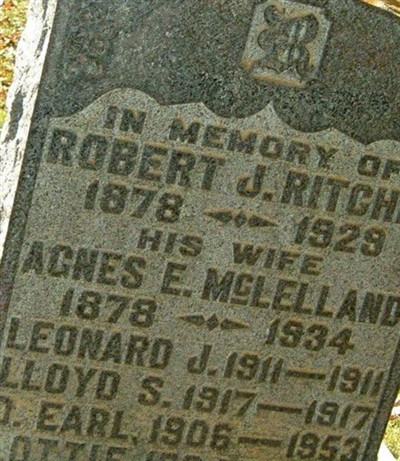 R
IN MEMORY OF
ROBERT J. RITCH
1878 1929
HIS WIFE
AGNES E. McLELLAND
1878 1934
LEONARD J. 1911—1911
LLOYD S. 1917—1917
D. EARL, 1906—1953
OTTIE